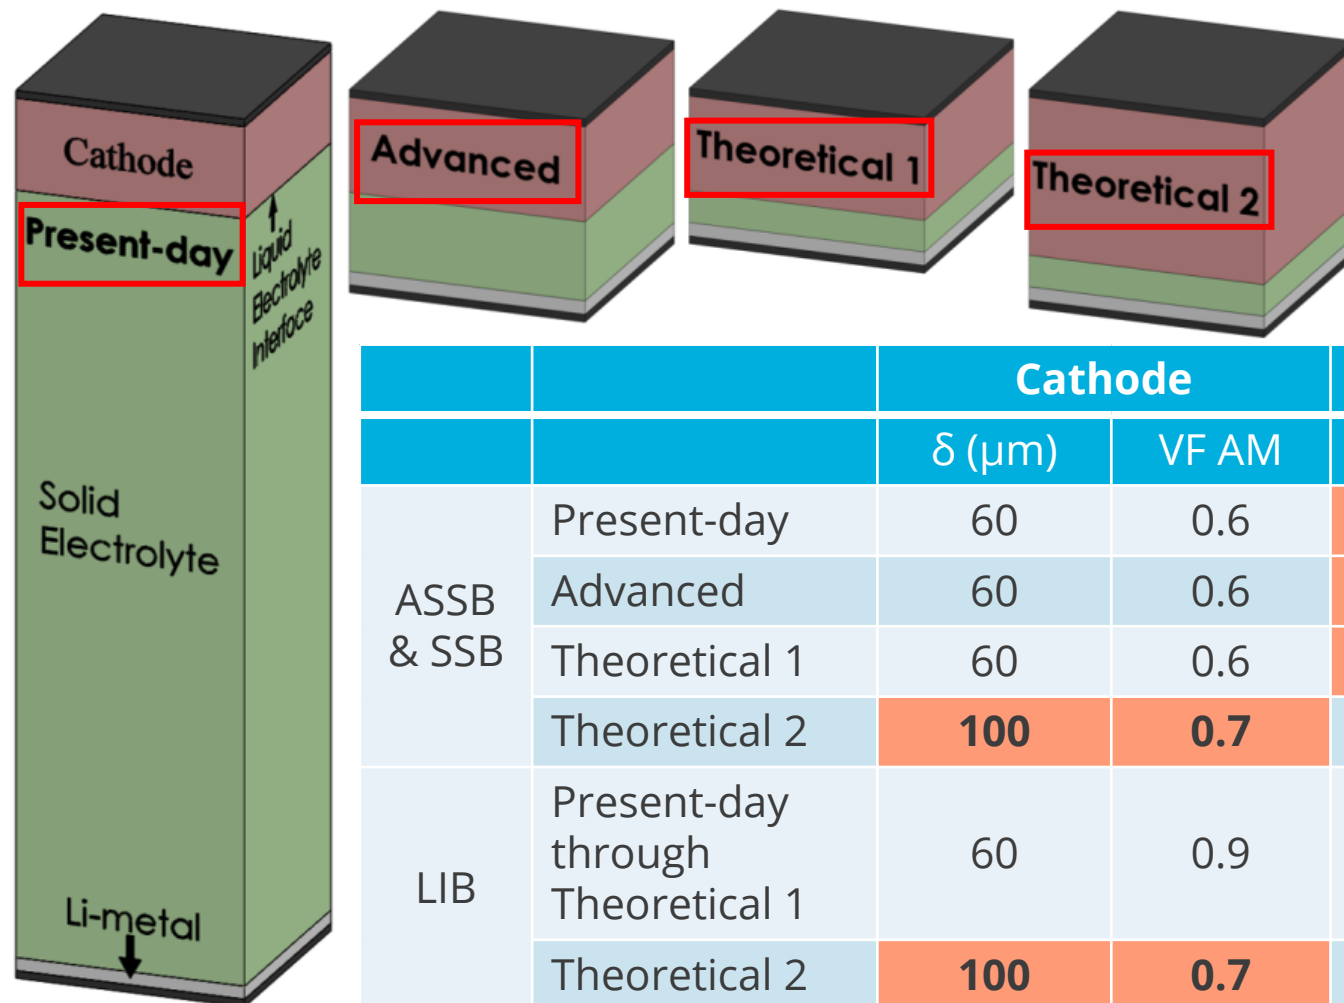 Cathode
Present-day
Liquid
Electrolyte
Interface
Solid
Electrolyte
Li-metal
Advanced
Theoretical 1
Theoretical 2
Cathode
δ (μm) VF AM
ASSB
& SSB
Present-day 60 0.6
Advanced 60 0.6
Theoretical 1 60 0.6
Theoretical 2 100 0.7
LIB
Present-day
through
Theoretical 1
60 0.9
Theoretical 2 100 0.7